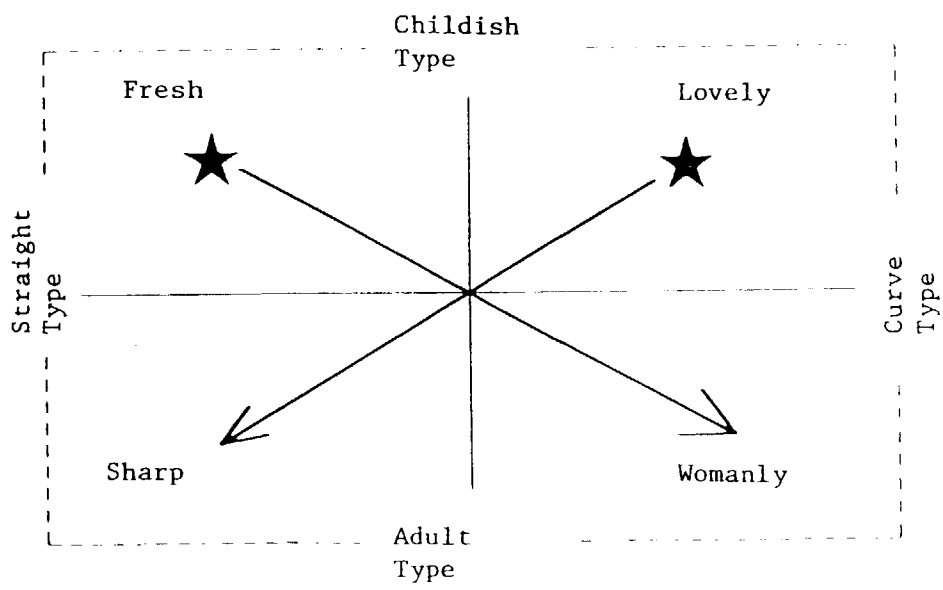 Childish
Type
Fresh
Lovely
Straight
Type
Curve
Type
Sharp
Womanly
Adult
Type